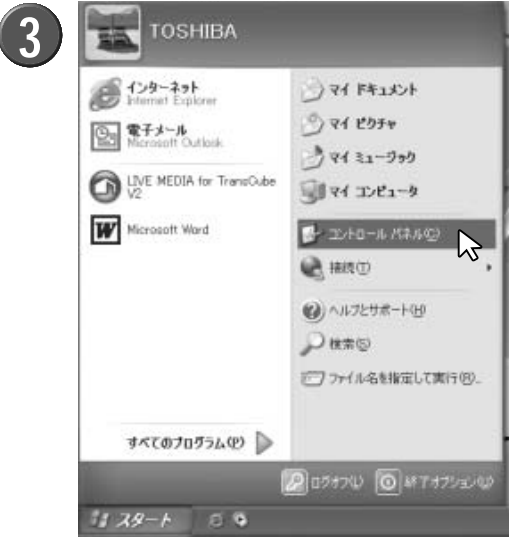 3
TOSHIBA
インターネット
Internet Explorer
電子メール
Microsoft Outlook
LIVE MEDIA for TransCube
V2
Microsoft Word
すべてのプログラム(P)
マイ ドキュメント
マイ ピクチャ
マイ ミュージック
マイ コンピュータ
コントロール パネル(C)
接続(T)
ヘルプとサポート(H)
検索(S)
ファイル名を指定して実行(R)...
ログオフ(L)
終了オプション(U)
スタート